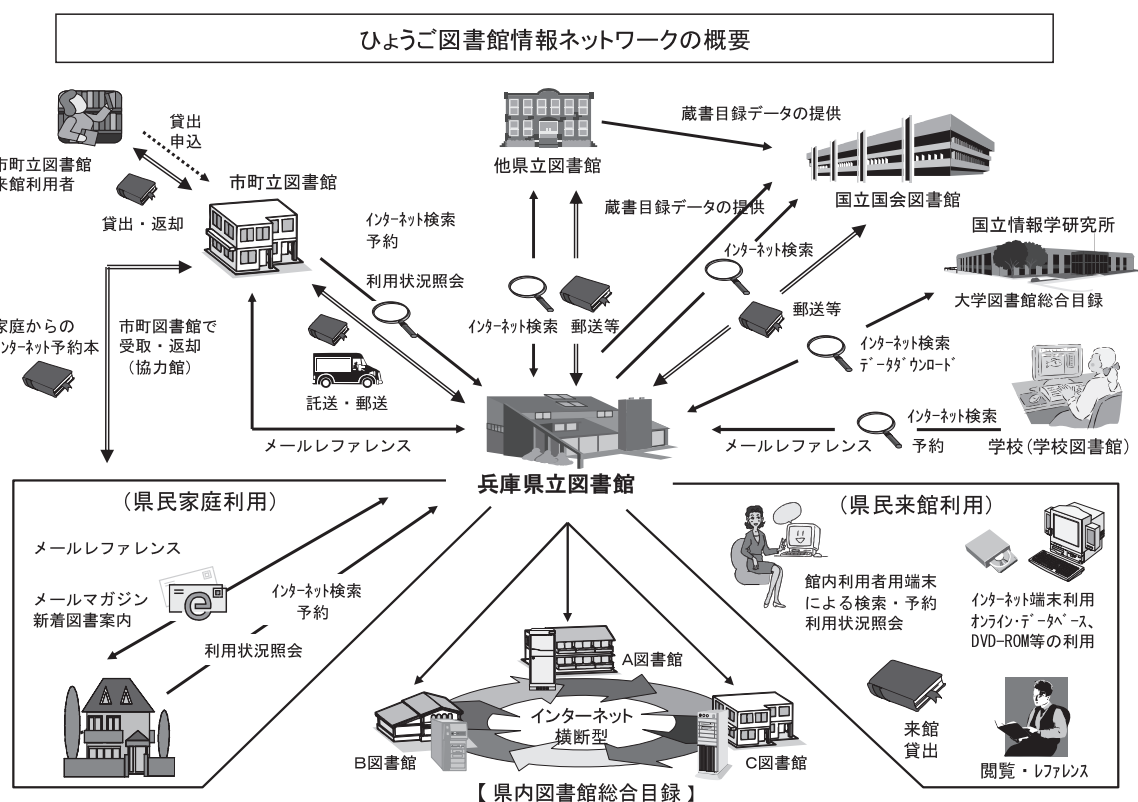 ひょうご図書館情報ネットワークの概要
貸出
申込
市町立図書館
来館利用者
貸出・返却
市町立図書館
他県立図書館
蔵書目録データの提供
国立国会図書館
蔵書目録データの提供
ｲﾝﾀｰﾈｯﾄ検索
予約
利用状況照会
ｲﾝﾀｰﾈｯﾄ検索
国立情報学研究所
大学図書館総合目録
家庭からの
ｲﾝﾀｰﾈｯﾄ予約本
市町図書館で
受取・返却
（協力館）
託送・郵送
ｲﾝﾀｰﾈｯﾄ検索 郵送等
郵送等
ｲﾝﾀｰﾈｯﾄ検索
ﾃﾞｰﾀﾀﾞｳﾝﾛｰﾄﾞ
メールレファレンス
メールレファレンス
ｲﾝﾀｰﾈｯﾄ検索
予約
学校（学校図書館）
兵庫県立図書館
（県民家庭利用）
メールレファレンス
メールマガジン
新着図書案内
e
ｲﾝﾀｰﾈｯﾄ検索
予約
利用状況照会
（県民来館利用）
館内利用者用端末
による検索・予約
利用状況照会
ｲﾝﾀｰﾈｯﾄ端末利用
ｵﾝﾗｲﾝ･ﾃﾞｰﾀﾍﾞｰｽ、
DVD-ROM等の利用
来館
貸出
閲覧・ﾚﾌｧﾚﾝｽ
A図書館
インターネット
横断型
B図書館
C図書館
【 県内図書館総合目録 】